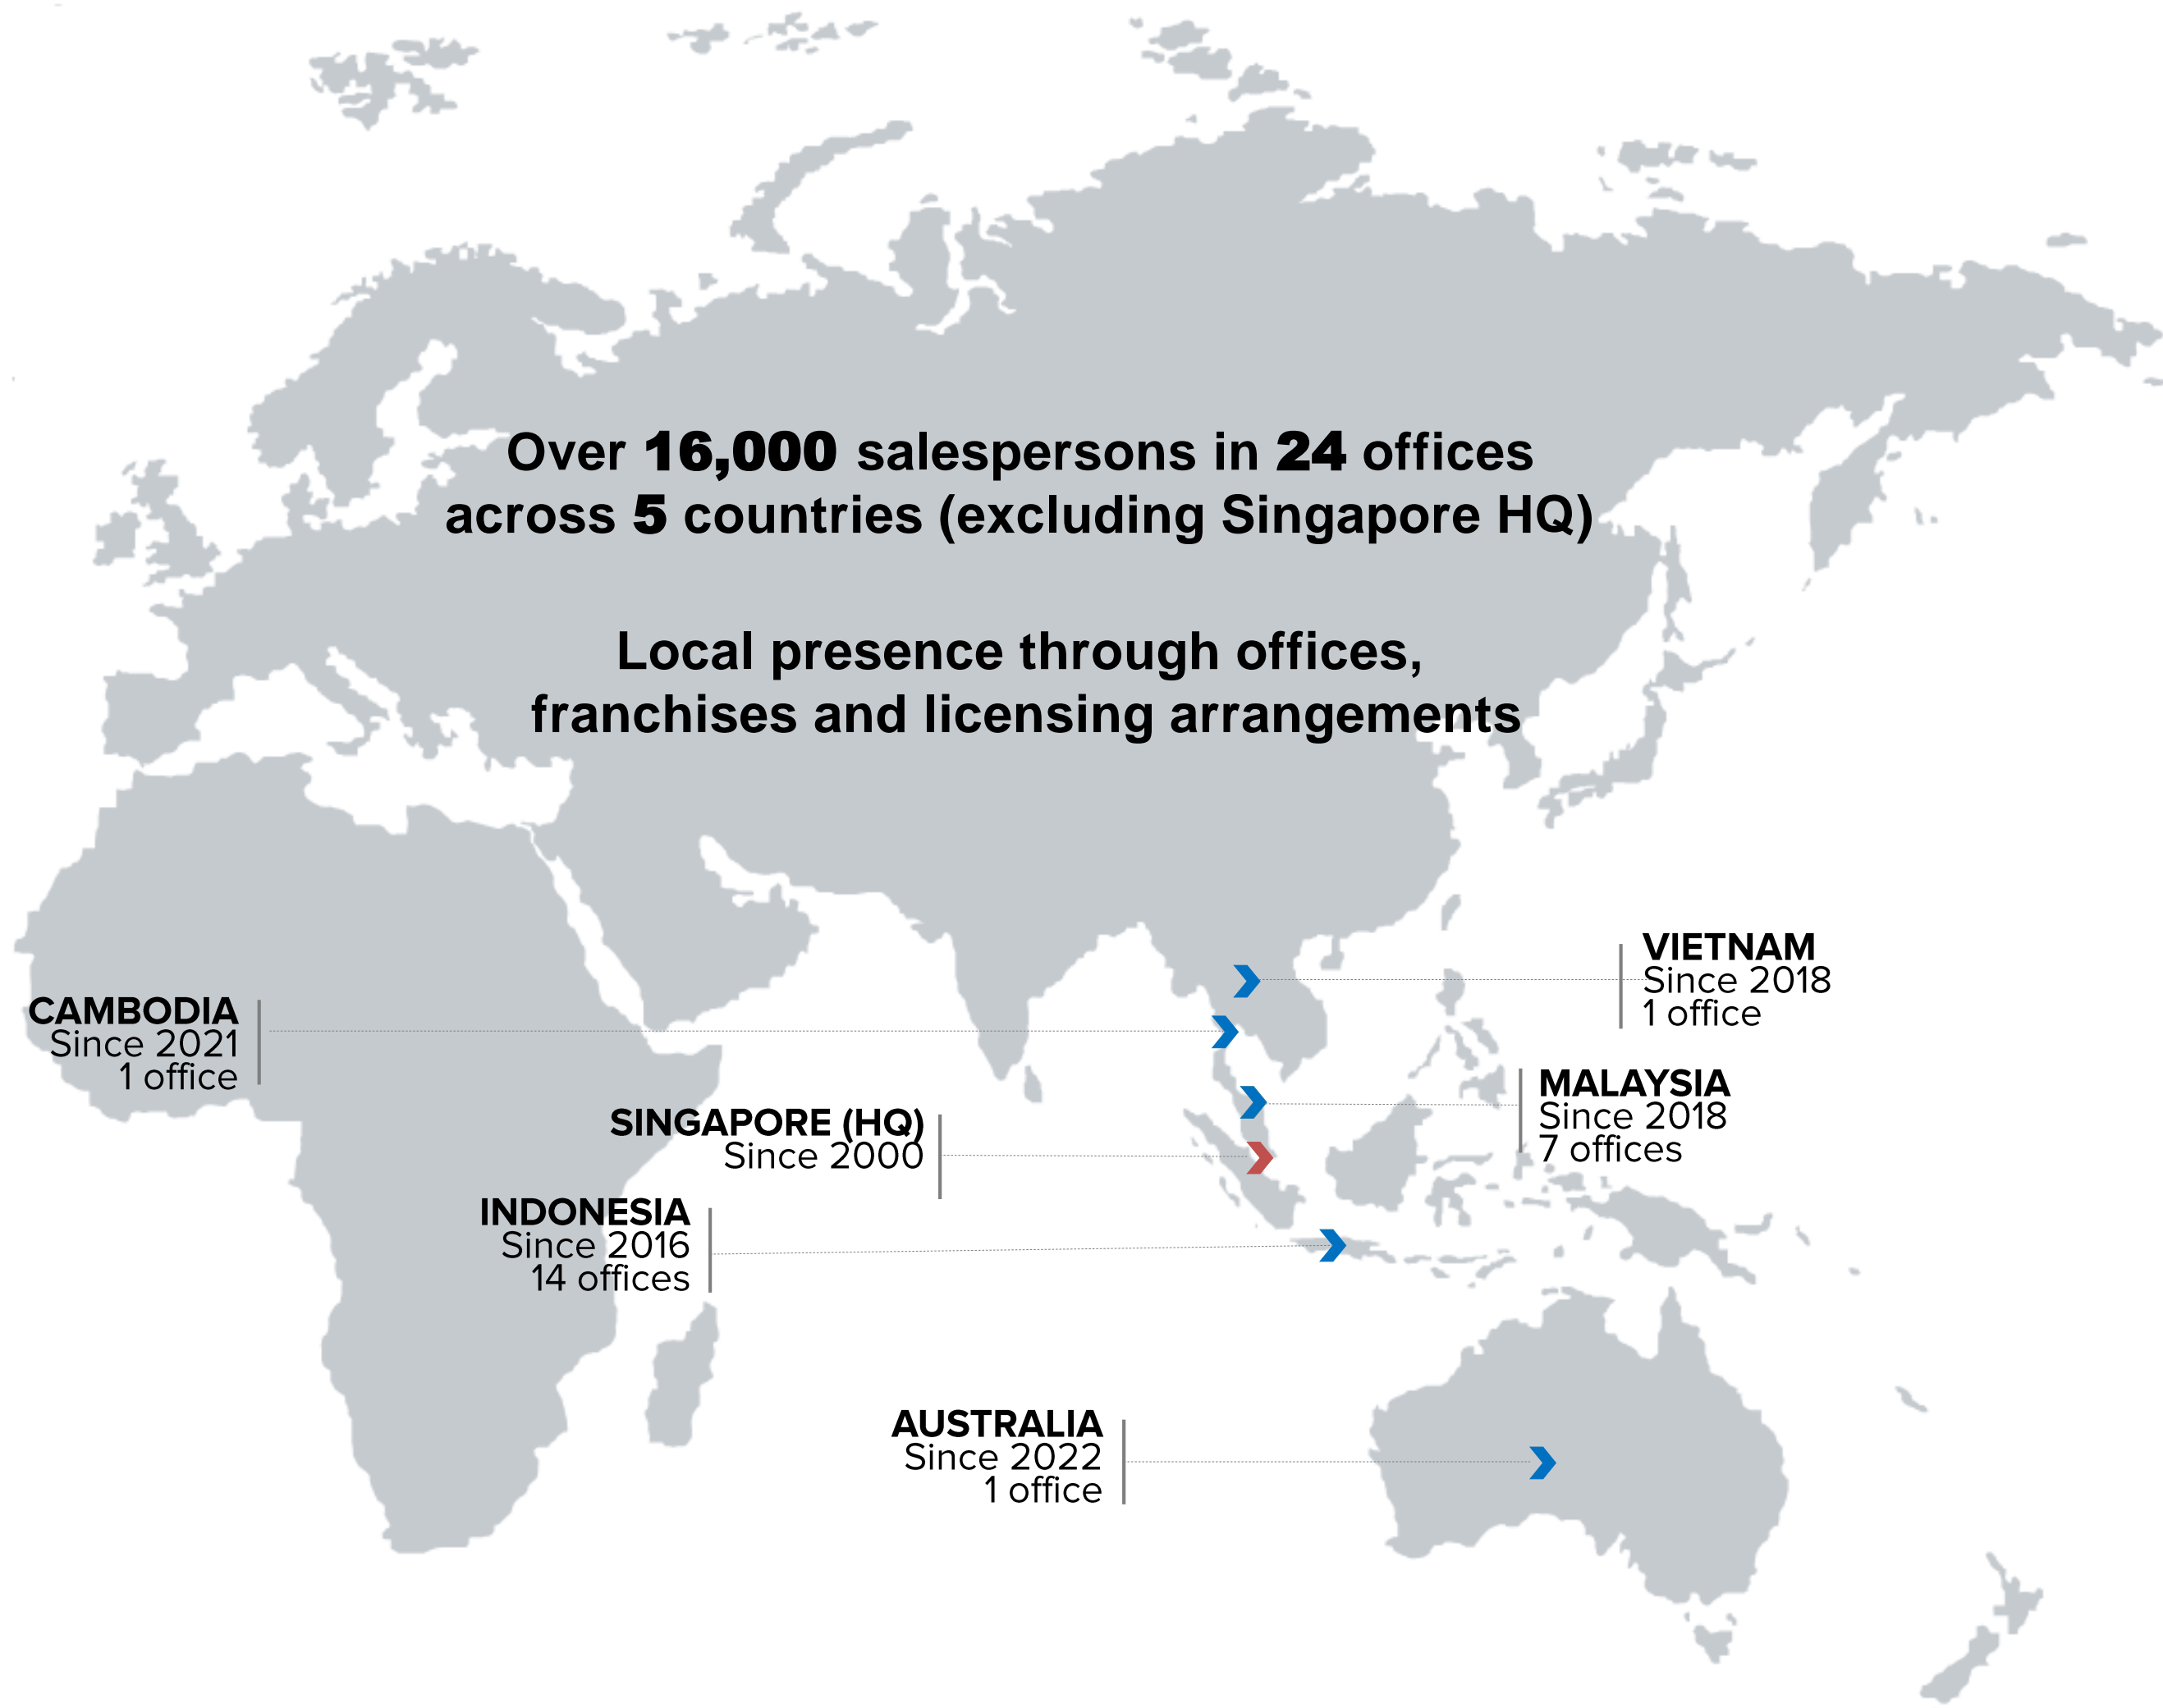 Over 16,000 salespersons in 24 offices
across 5 countries (excluding Singapore HQ)
Local presence through offices,
franchises and licensing arrangements
VIETNAM
Since 2018
1 office
CAMBODIA
Since 2021
1 office
MALAYSIA
Since 2018
7 offices
SINGAPORE (HQ)
Since 2000
INDONESIA
Since 2016
14 offices
AUSTRALIA
Since 2022
1 office